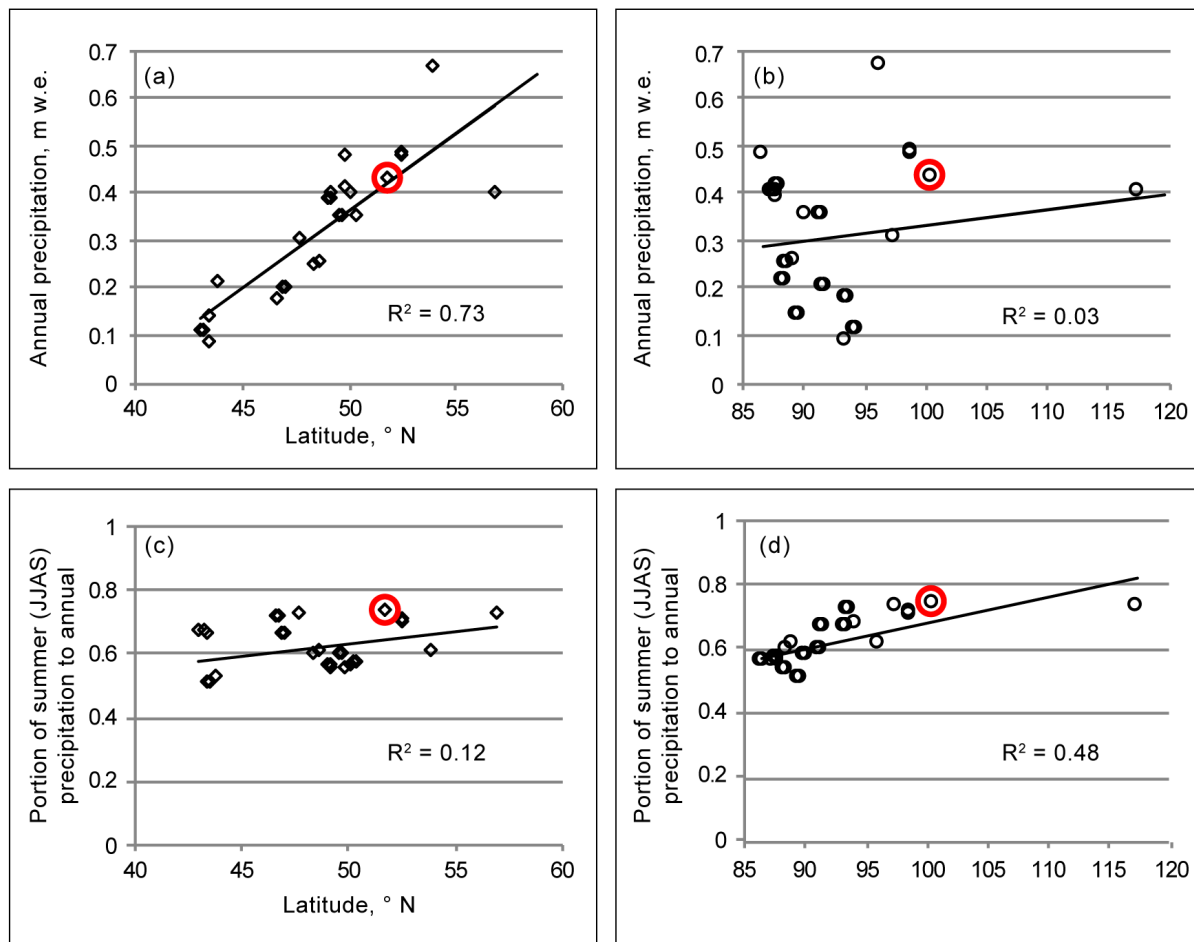 (a)
Annual precipitation, m w.e.
0.7
0.6
0.5
0.4
0.3
0.2
0.1
0
R² = 0.73
40 45 50 55 60
Latitude, ° N
(b)
Annual precipitation, m w.e.
0.7
0.6
0.5
0.4
0.3
0.2
0.1
0
R² = 0.03
85 90 95 100 105 110 115 120
(c)
Portion of summer (JJAS)
precipitation to annual
1
0.8
0.6
0.4
0.2
0
R² = 0.12
40 45 50 55 60
Latitude, ° N
(d)
Portion of summer (JJAS)
precipitation to annual
1
0.8
0.6
0.4
0.2
0
R² = 0.48
85 90 95 100 105 110 115 120